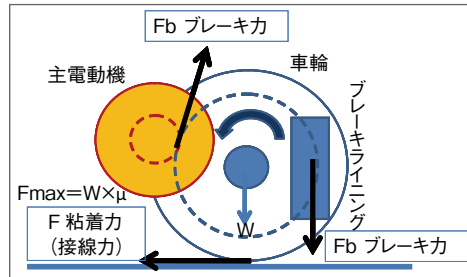 Fb ブレーキ力
主電動機
車輪
ブレーキライニング
Fmax=W×μ
F 粘着力
(接線力)
W
Fb ブレーキ力